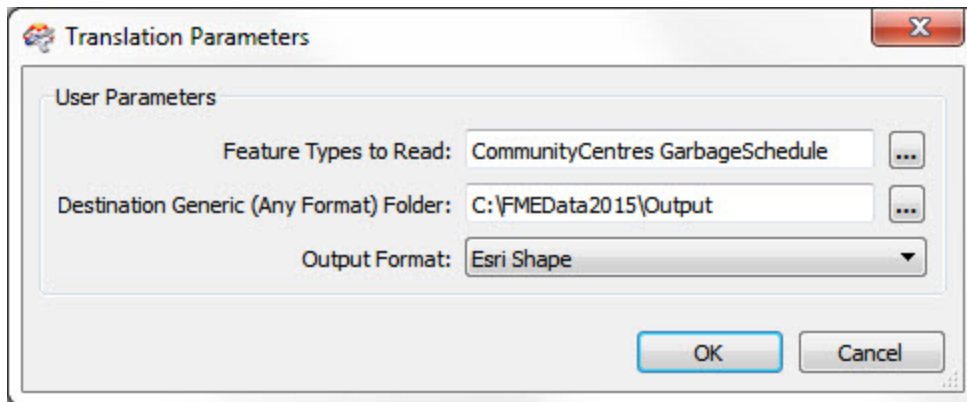 Translation Parameters
User Parameters
Feature Types to Read: CommunityCentres GarbageSchedule ...
Destination Generic (Any Format) Folder: C:\FMEData2015\Output ...
Output Format: Esri Shape
OK Cancel